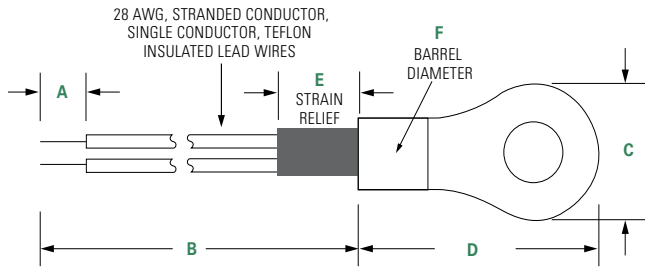 28 AWG, STRANDED CONDUCTOR,
SINGLE CONDUCTOR, TEFLON
INSULATED LEAD WIRES
F
BARREL
DIAMETER
A
E
STRAIN
RELIEF
C
B
D